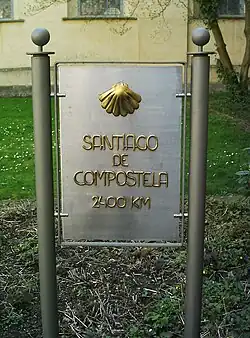 SANTIAGO
DE
COMPOSTELA
2400 KM